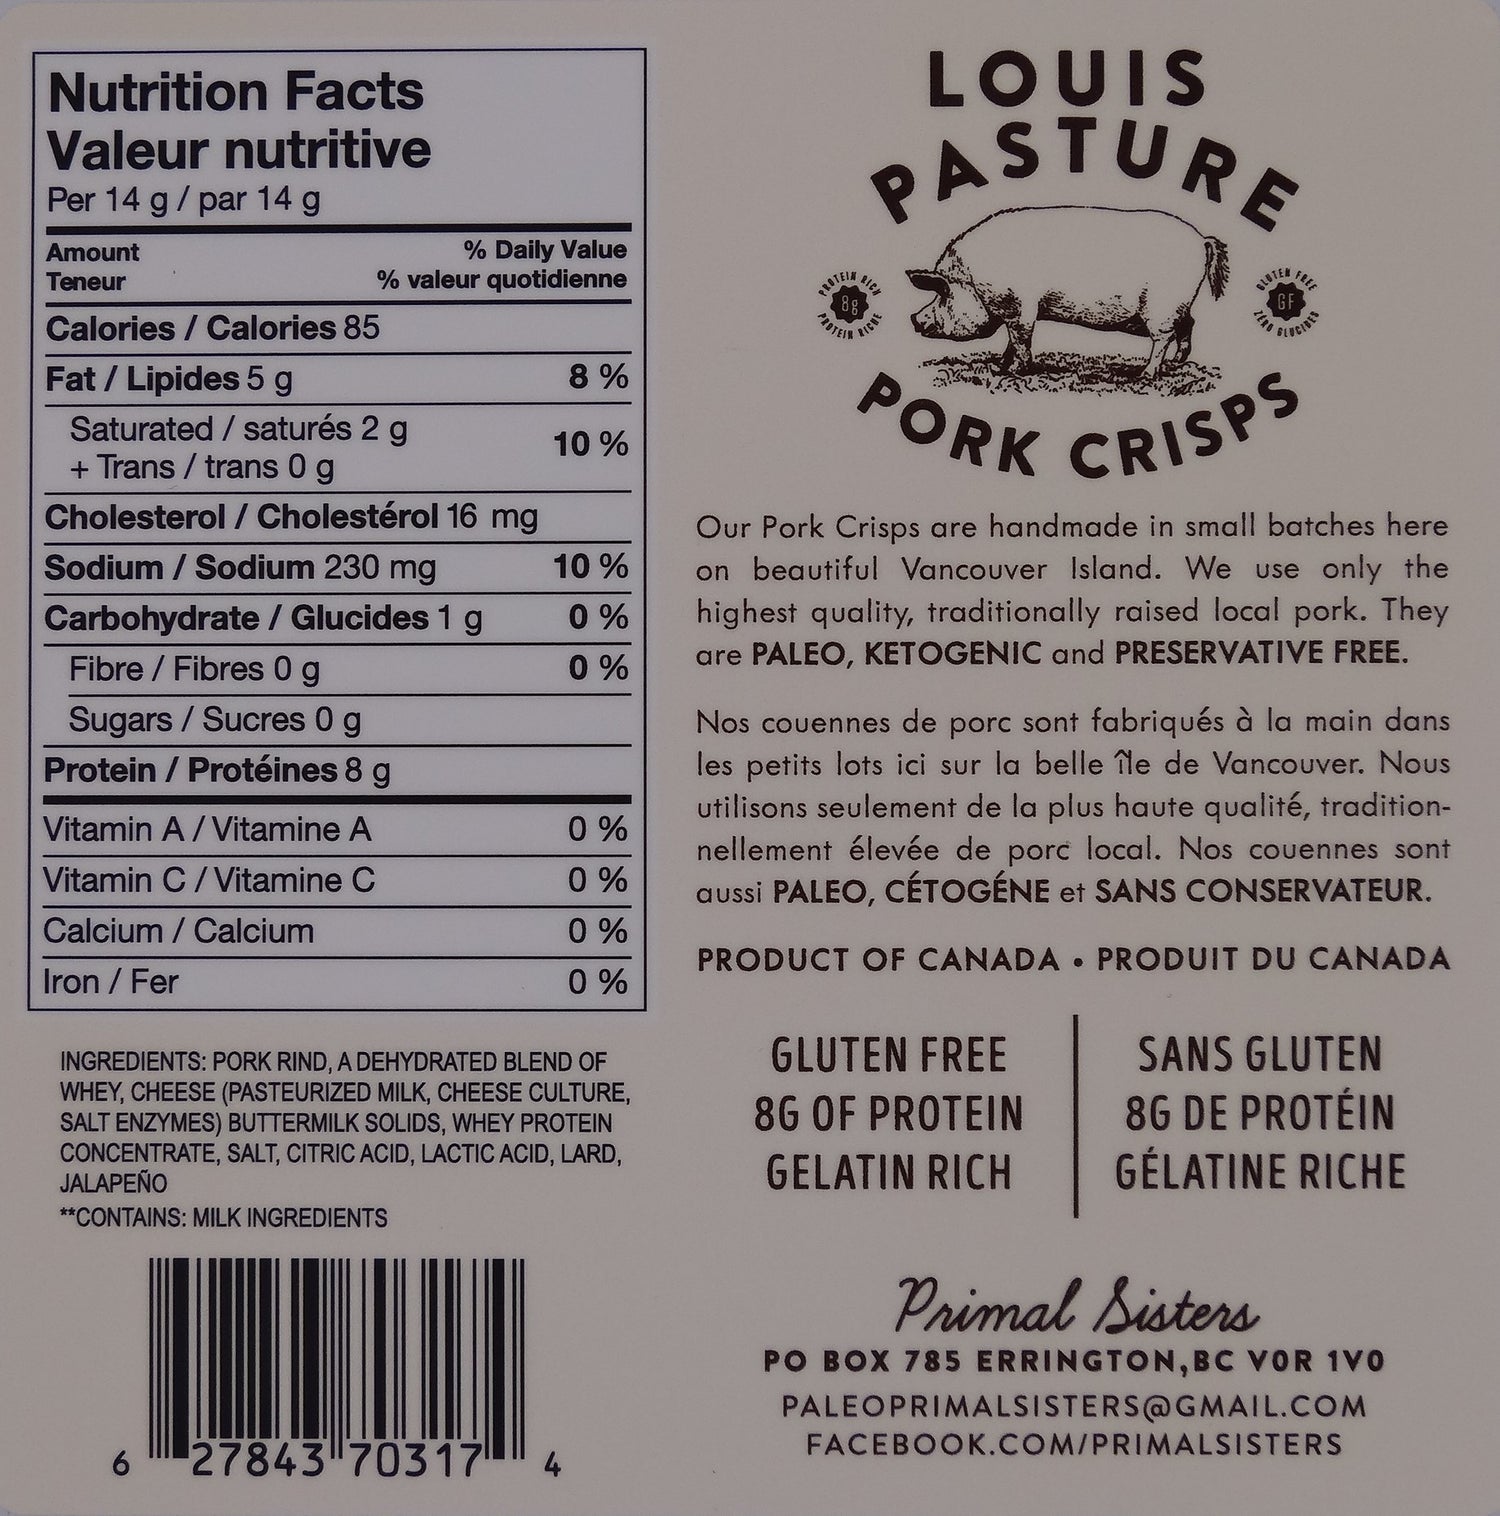 Nutrition Facts
Valeur nutritive
Per 14 g / par 14 g
Amount % Daily Value
Teneur % valeur quotidienne
Calories / Calories 85
Fat / Lipides 5 g 8 %
Saturated / saturés 2 g
+ Trans / trans 0 g 10 %
Cholesterol / Cholestérol 16 mg
Sodium / Sodium 230 mg 10 %
Carbohydrate / Glucides 1 g 0 %
Fibre / Fibres 0 g 0 %
Sugars / Sucres 0 g
Protein / Protéines 8 g
Vitamin A / Vitamine A 0 %
Vitamin C / Vitamine C 0 %
Calcium / Calcium 0 %
Iron / Fer 0 %
INGREDIENTS: PORK RIND, A DEHYDRATED BLEND OF
WHEY, CHEESE (PASTEURIZED MILK, CHEESE CULTURE,
SALT ENZYMES) BUTTERMILK SOLIDS, WHEY PROTEIN
CONCENTRATE, SALT, CITRIC ACID, LACTIC ACID, LARD,
JALAPEÑO
**CONTAINS: MILK INGREDIENTS
6 27843 70317 4
LOUIS
PASTURE
PROTEIN RICH
8g
PROTEIN RICHE
GLUTEN FREE
GF
ZÉRO GLUCIDES
PORK CRISPS
Our Pork Crisps are handmade in small batches here
on beautiful Vancouver Island. We use only the
highest quality, traditionally raised local pork. They
are PALEO, KETOGENIC and PRESERVATIVE FREE.
Nos couennes de porc sont fabriqués à la main dans
les petits lots ici sur la belle île de Vancouver. Nous
utilisons seulement de la plus haute qualité, tradition-
nellement élevée de porc local. Nos couennes sont
aussi PALEO, CÉTOGÉNE et SANS CONSERVATEUR.
PRODUCT OF CANADA • PRODUIT DU CANADA
GLUTEN FREE
8G OF PROTEIN
GELATIN RICH
SANS GLUTEN
8G DE PROTÉIN
GÉLATINE RICHE
Primal Sisters
PO BOX 785 ERRINGTON,BC V0R 1V0
PALEOPRIMALSISTERS@GMAIL.COM
FACEBOOK.COM/PRIMALSISTERS